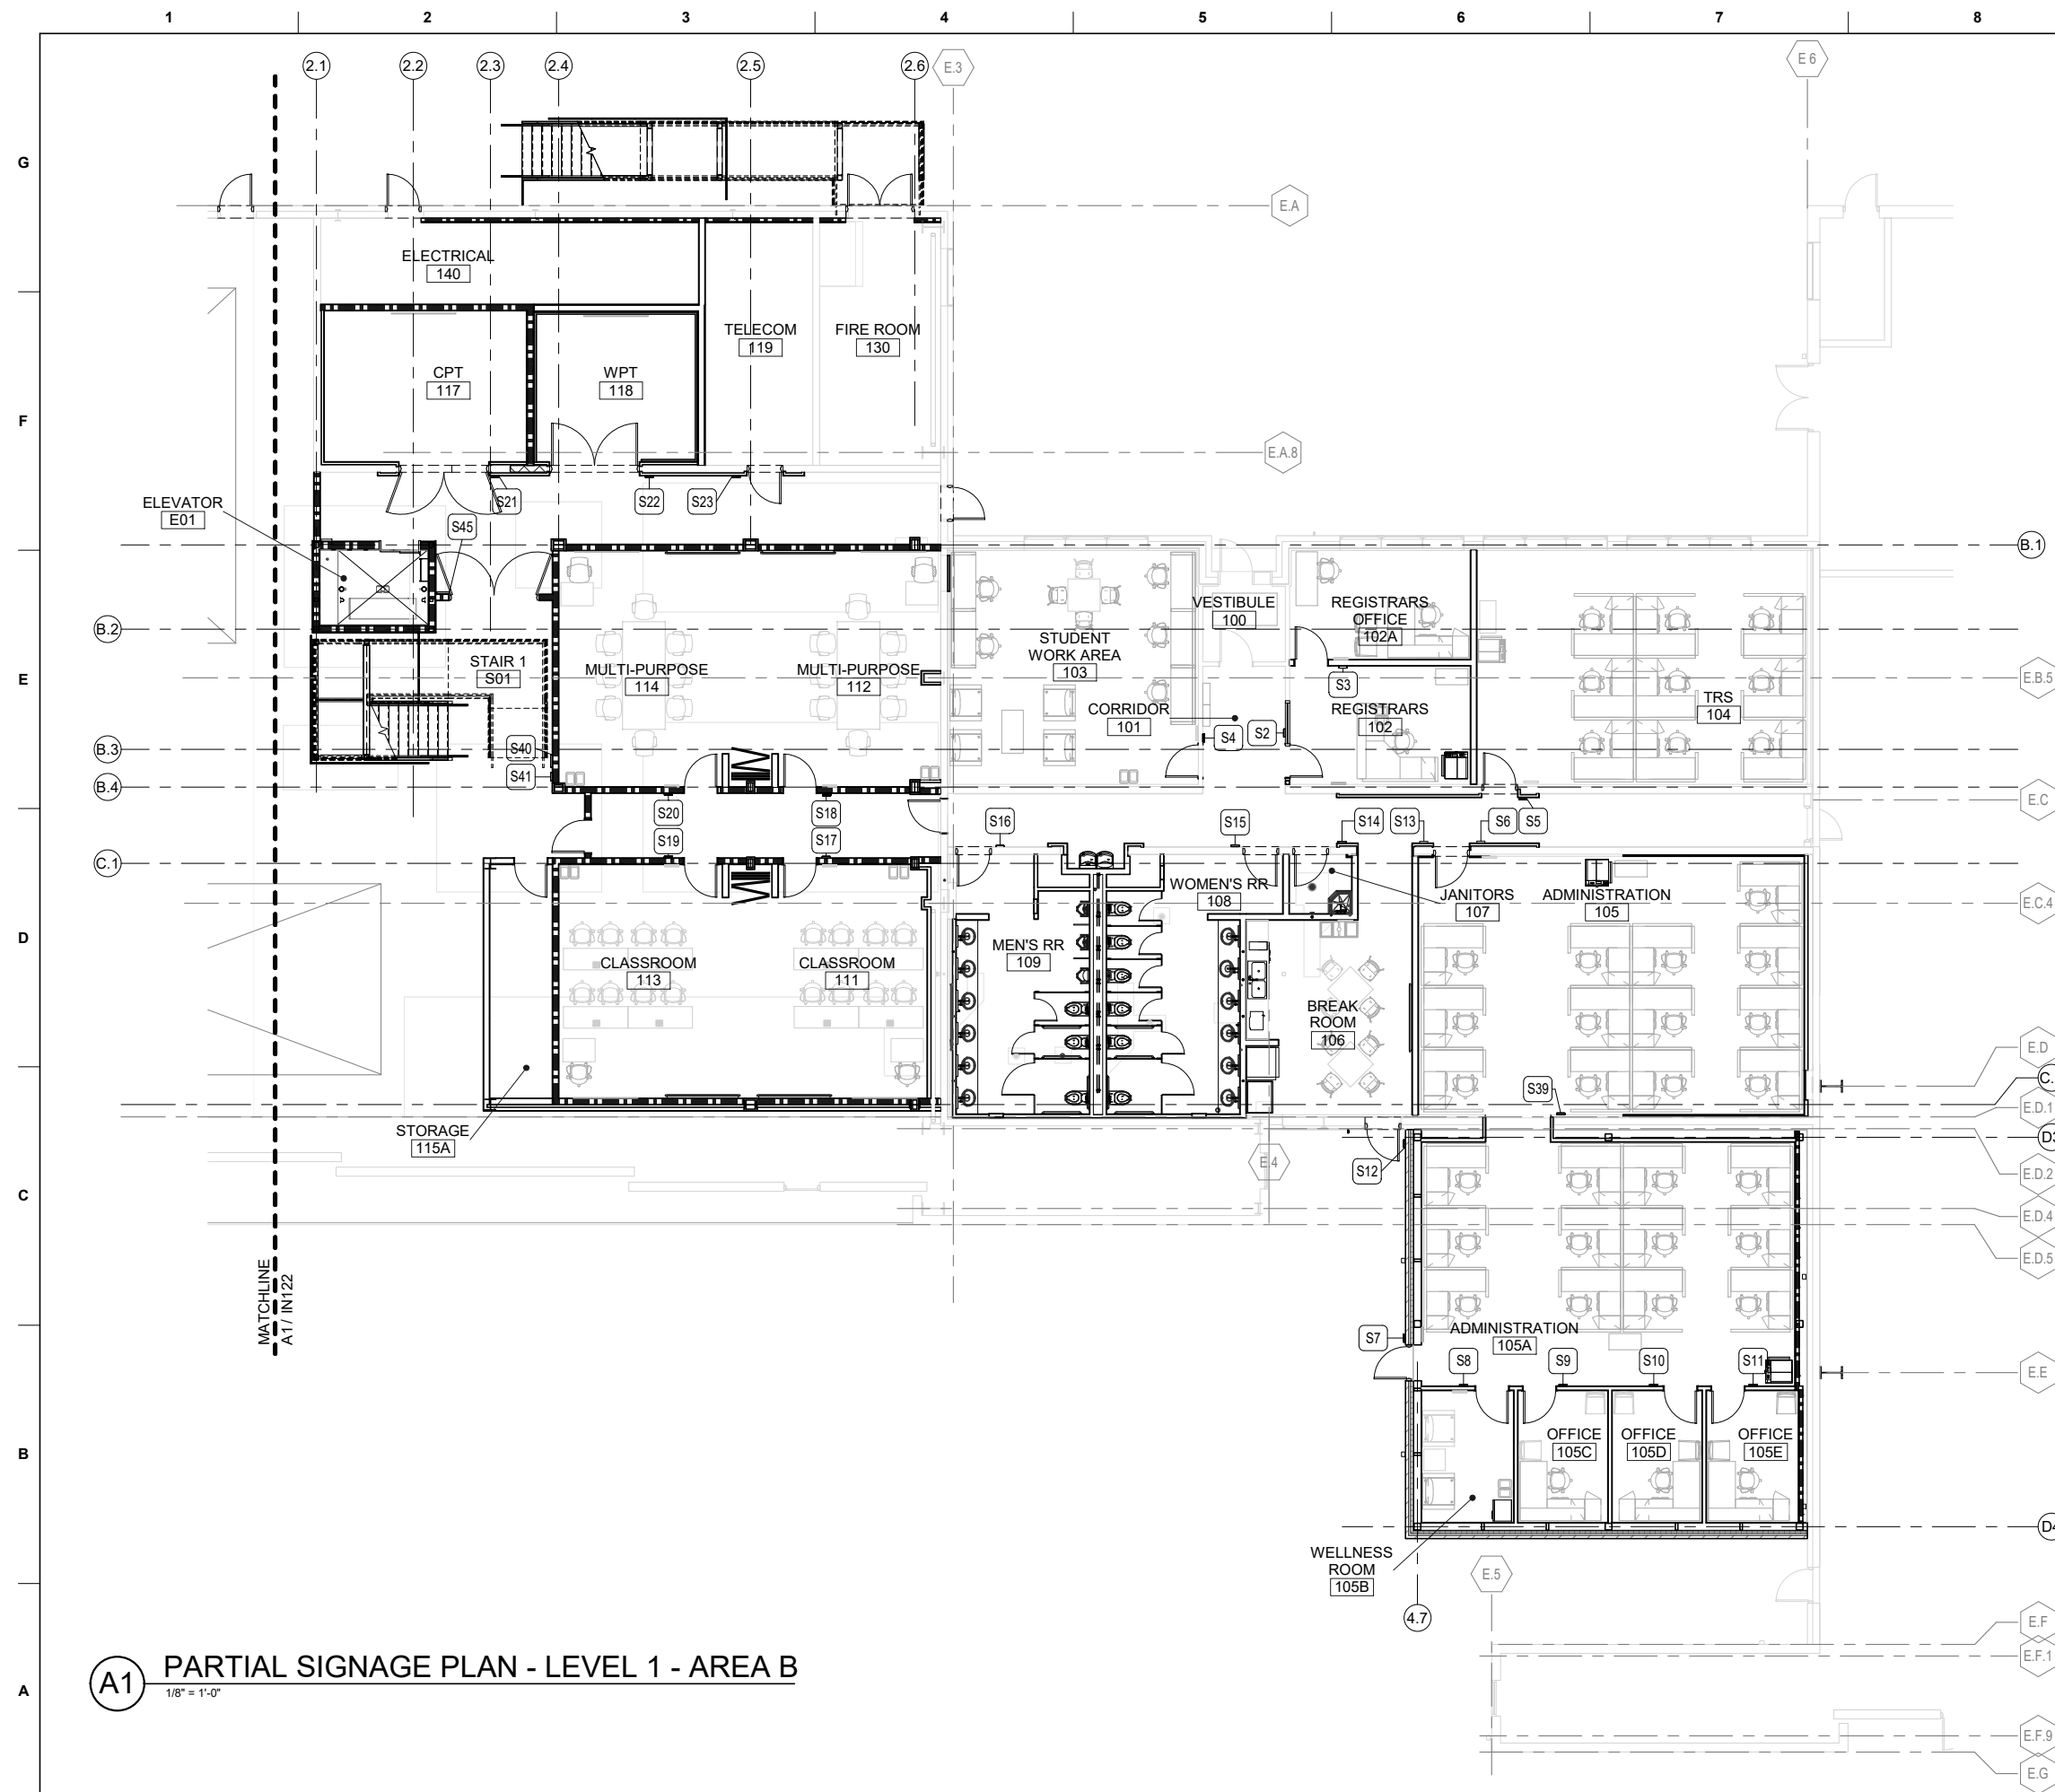 1 2 3 4 5 6 7 8
2.1 2.2 2.3 2.4 2.5 2.6 E.3 E 6
G
E.A
ELECTRICAL
140
F
TELECOM
119
FIRE ROOM
130
CPT
117
WPT
118
E.A.8
S21 S22 S23
ELEVATOR
E01
S45
B.1
B.2
VESTIBULE
100
REGISTRARS
OFFICE
102A
STUDENT
WORK AREA
103
E
STAIR 1
S01
MULTI-PURPOSE
114
MULTI-PURPOSE
112
S3
E.B.5
TRS
104
CORRIDOR
101
REGISTRARS
102
S4 S2
B.3
S40
S41
B.4
E.C
S20 S18 S16 S15 S14 S13 S6 S5
S19 S17
C.1
WOMEN'S RR
108
JANITORS
107
ADMINISTRATION
105
E.C.4
D
MEN'S RR
109
CLASSROOM
113
CLASSROOM
111
BREAK
ROOM
106
E.D
C.
S39
E.D.1
STORAGE
115A
D3
E.4
S12
E.D.2
C
E.D.4
E.D.5
MATCHLINE
A1 / IN122
S7
ADMINISTRATION
105A
S8 S9 S10 S11
E.E
B
OFFICE
105C
OFFICE
105D
OFFICE
105E
D4
WELLNESS
ROOM
105B
E.5
4.7
E.F
E.F.1
A
A1
PARTIAL SIGNAGE PLAN - LEVEL 1 - AREA B
1/8" = 1'-0"
E.F.9
E.G